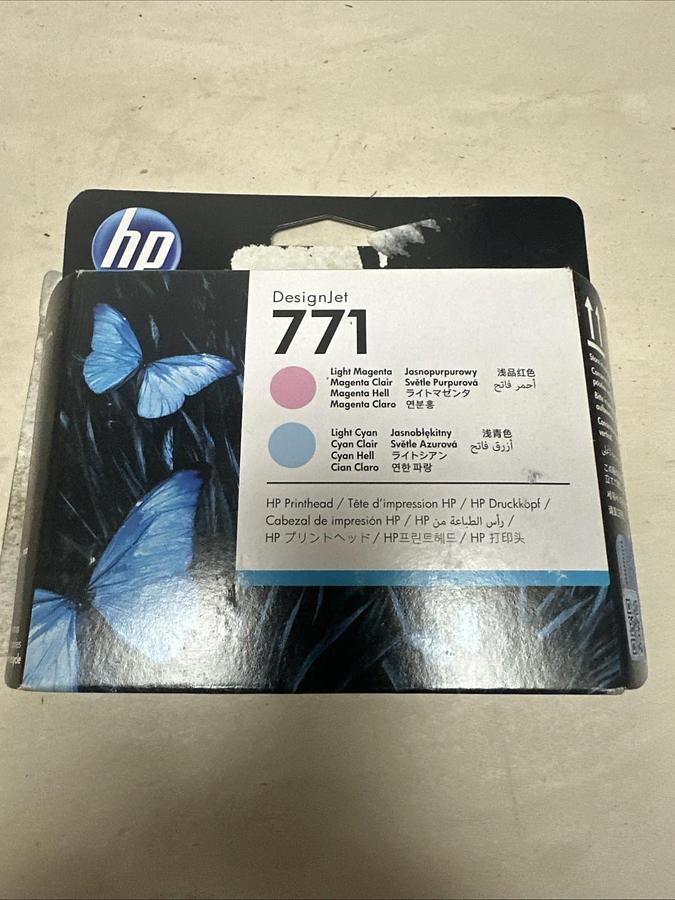 hp
DesignJet
771
Light Magenta Jasnopurpurowy 浅品红色
Magenta Clair Světle Purpurová أحمر فاتح
Magenta Hell ライトマゼンタ
Magenta Claro 연분홍
Light Cyan Jasnobłękitny 浅青色
Cyan Clair Světle Azurová أزرق فاتح
Cyan Hell ライトシアン
Cian Claro 연한 파랑
HP Printhead / Tête d'impression HP / HP Druckkopf /
Cabezal de impresión HP / رأس الطباعة من HP /
HP プリントヘッド / HP프린트헤드 / HP 打印头